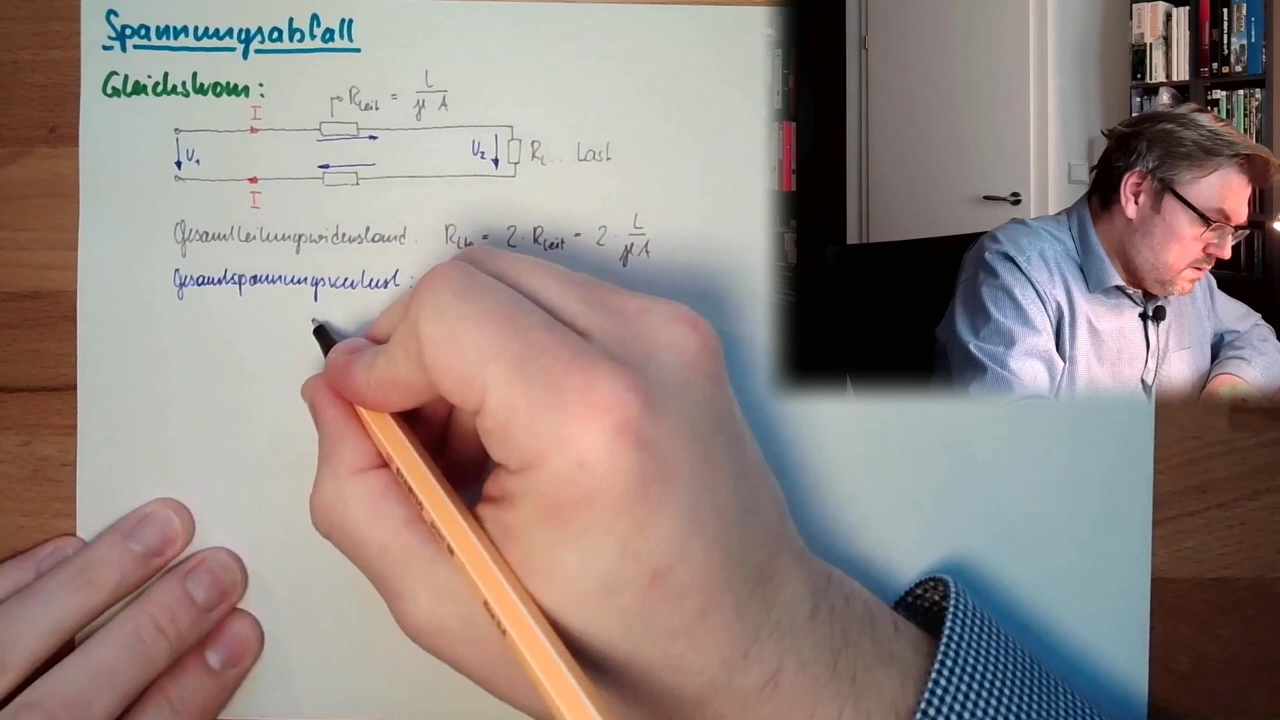 Spannungsabfall
Gleichstrom:
I
R_Leit = L / (ϰ · A)
U₁
U₂
R_L .. Last
I
Gesamtleitungswiderstand: R_Ltg = 2 · R_Leit = 2 · L / (ϰ·A)
Gesamtspannungsverlust: